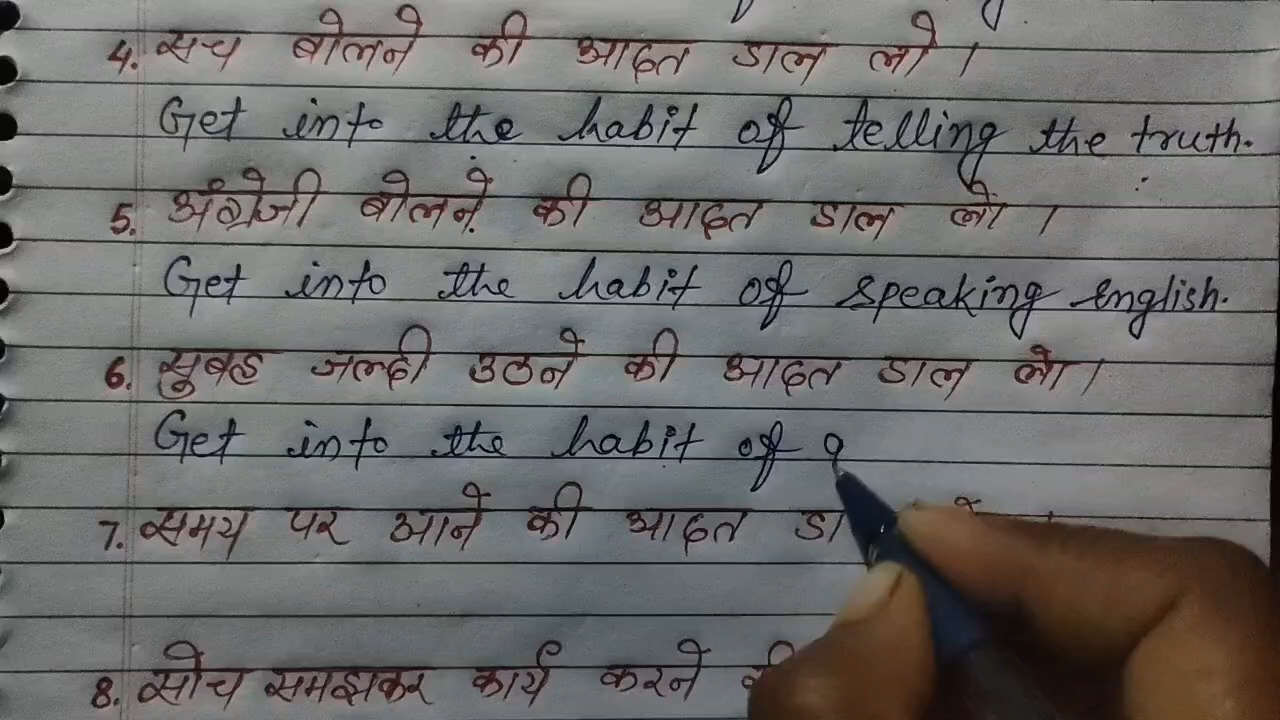 4. सच बोलने की आदत डाल लो ।
Get into the habit of telling the truth.
5. अंग्रेजी बोलने की आदत डाल लो ।
Get into the habit of speaking English.
6. सुबह जल्दी उठने की आदत डाल लो ।
Get into the habit of
7. समय पर आने की आदत
8. सोच समझकर कार्य करने